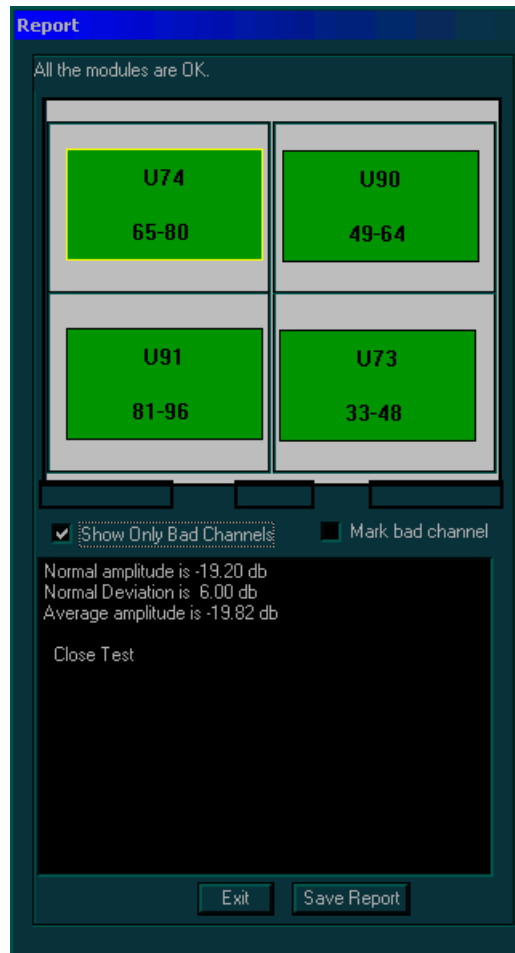 Report
All the modules are OK.
U74
65-80
U90
49-64
U91
81-96
U73
33-48
Show Only Bad Channels
Mark bad channel
Normal amplitude is -19.20 db
Normal Deviation is 6.00 db
Average amplitude is -19.82 db
Close Test
Exit
Save Report